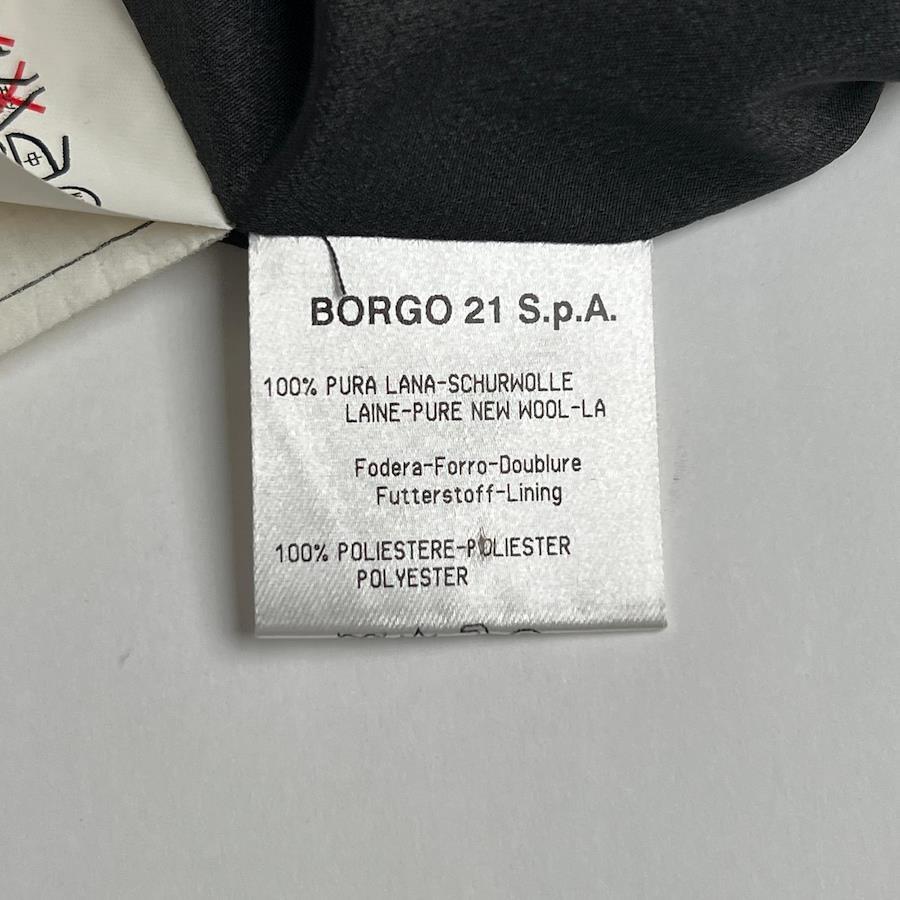 BORGO 21 S.p.A.
100% PURA LANA-SCHURWOLLE
LAINE-PURE NEW WOOL-LA
Fodera-Forro-Doublure
Futterstoff-Lining
100% POLIESTERE-POLIESTER
POLYESTER